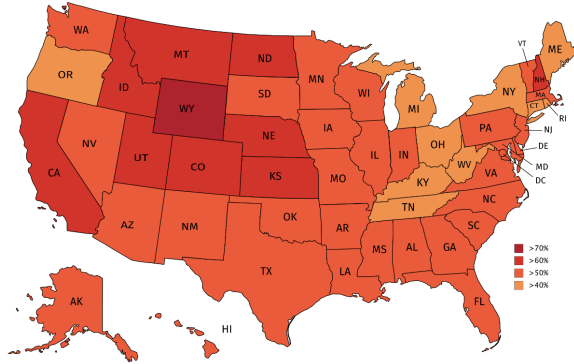 WA
MT
ND
MN
VT
ME
OR
ID
WY
SD
WI
MI
NY
NH
MA
CT
RI
NV
UT
CO
NE
IA
IL
IN
OH
PA
NJ
DE
MD
DC
WV
VA
CA
KS
MO
KY
NC
TN
AZ
NM
OK
AR
SC
MS
AL
GA
TX
LA
FL
AK
HI
>70%
>60%
>50%
>40%